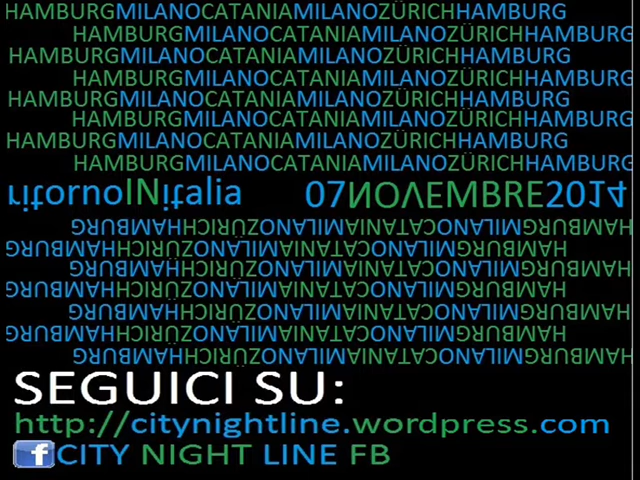 HAMBURGMILANOCATANIAMILANOZÜRICHHAMBURG
HAMBURGMILANOCATANIAMILANOZÜRICHHAMBURG
HAMBURGMILANOCATANIAMILANOZÜRICHHAMBURG
HAMBURGMILANOCATANIAMILANOZÜRICHHAMBURG
HAMBURGMILANOCATANIAMILANOZÜRICHHAMBURG
HAMBURGMILANOCATANIAMILANOZÜRICHHAMBURG
HAMBURGMILANOCATANIAMILANOZÜRICHHAMBURG
HAMBURGMILANOCATANIAMILANOZÜRICHHAMBURG
ritornoINitalia 07NOVEMBRE2014
HAMBURGMILANOCATANIAMILANOZÜRICHHAMBURG
HAMBURGMILANOCATANIAMILANOZÜRICHHAMBURG
HAMBURGMILANOCATANIAMILANOZÜRICHHAMBURG
HAMBURGMILANOCATANIAMILANOZÜRICHHAMBURG
HAMBURGMILANOCATANIAMILANOZÜRICHHAMBURG
HAMBURGMILANOCATANIAMILANOZÜRICHHAMBURG
HAMBURGMILANOCATANIAMILANOZÜRICHHAMBURG
SEGUICI SU:
http://citynightline.wordpress.com
f CITY NIGHT LINE FB